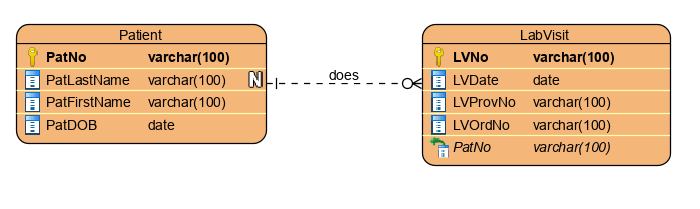 Patient
PatNo varchar(100)
PatLastName varchar(100) N
PatFirstName varchar(100)
PatDOB date
does
LabVisit
LVNo varchar(100)
LVDate date
LVProvNo varchar(100)
LVOrdNo varchar(100)
PatNo varchar(100)